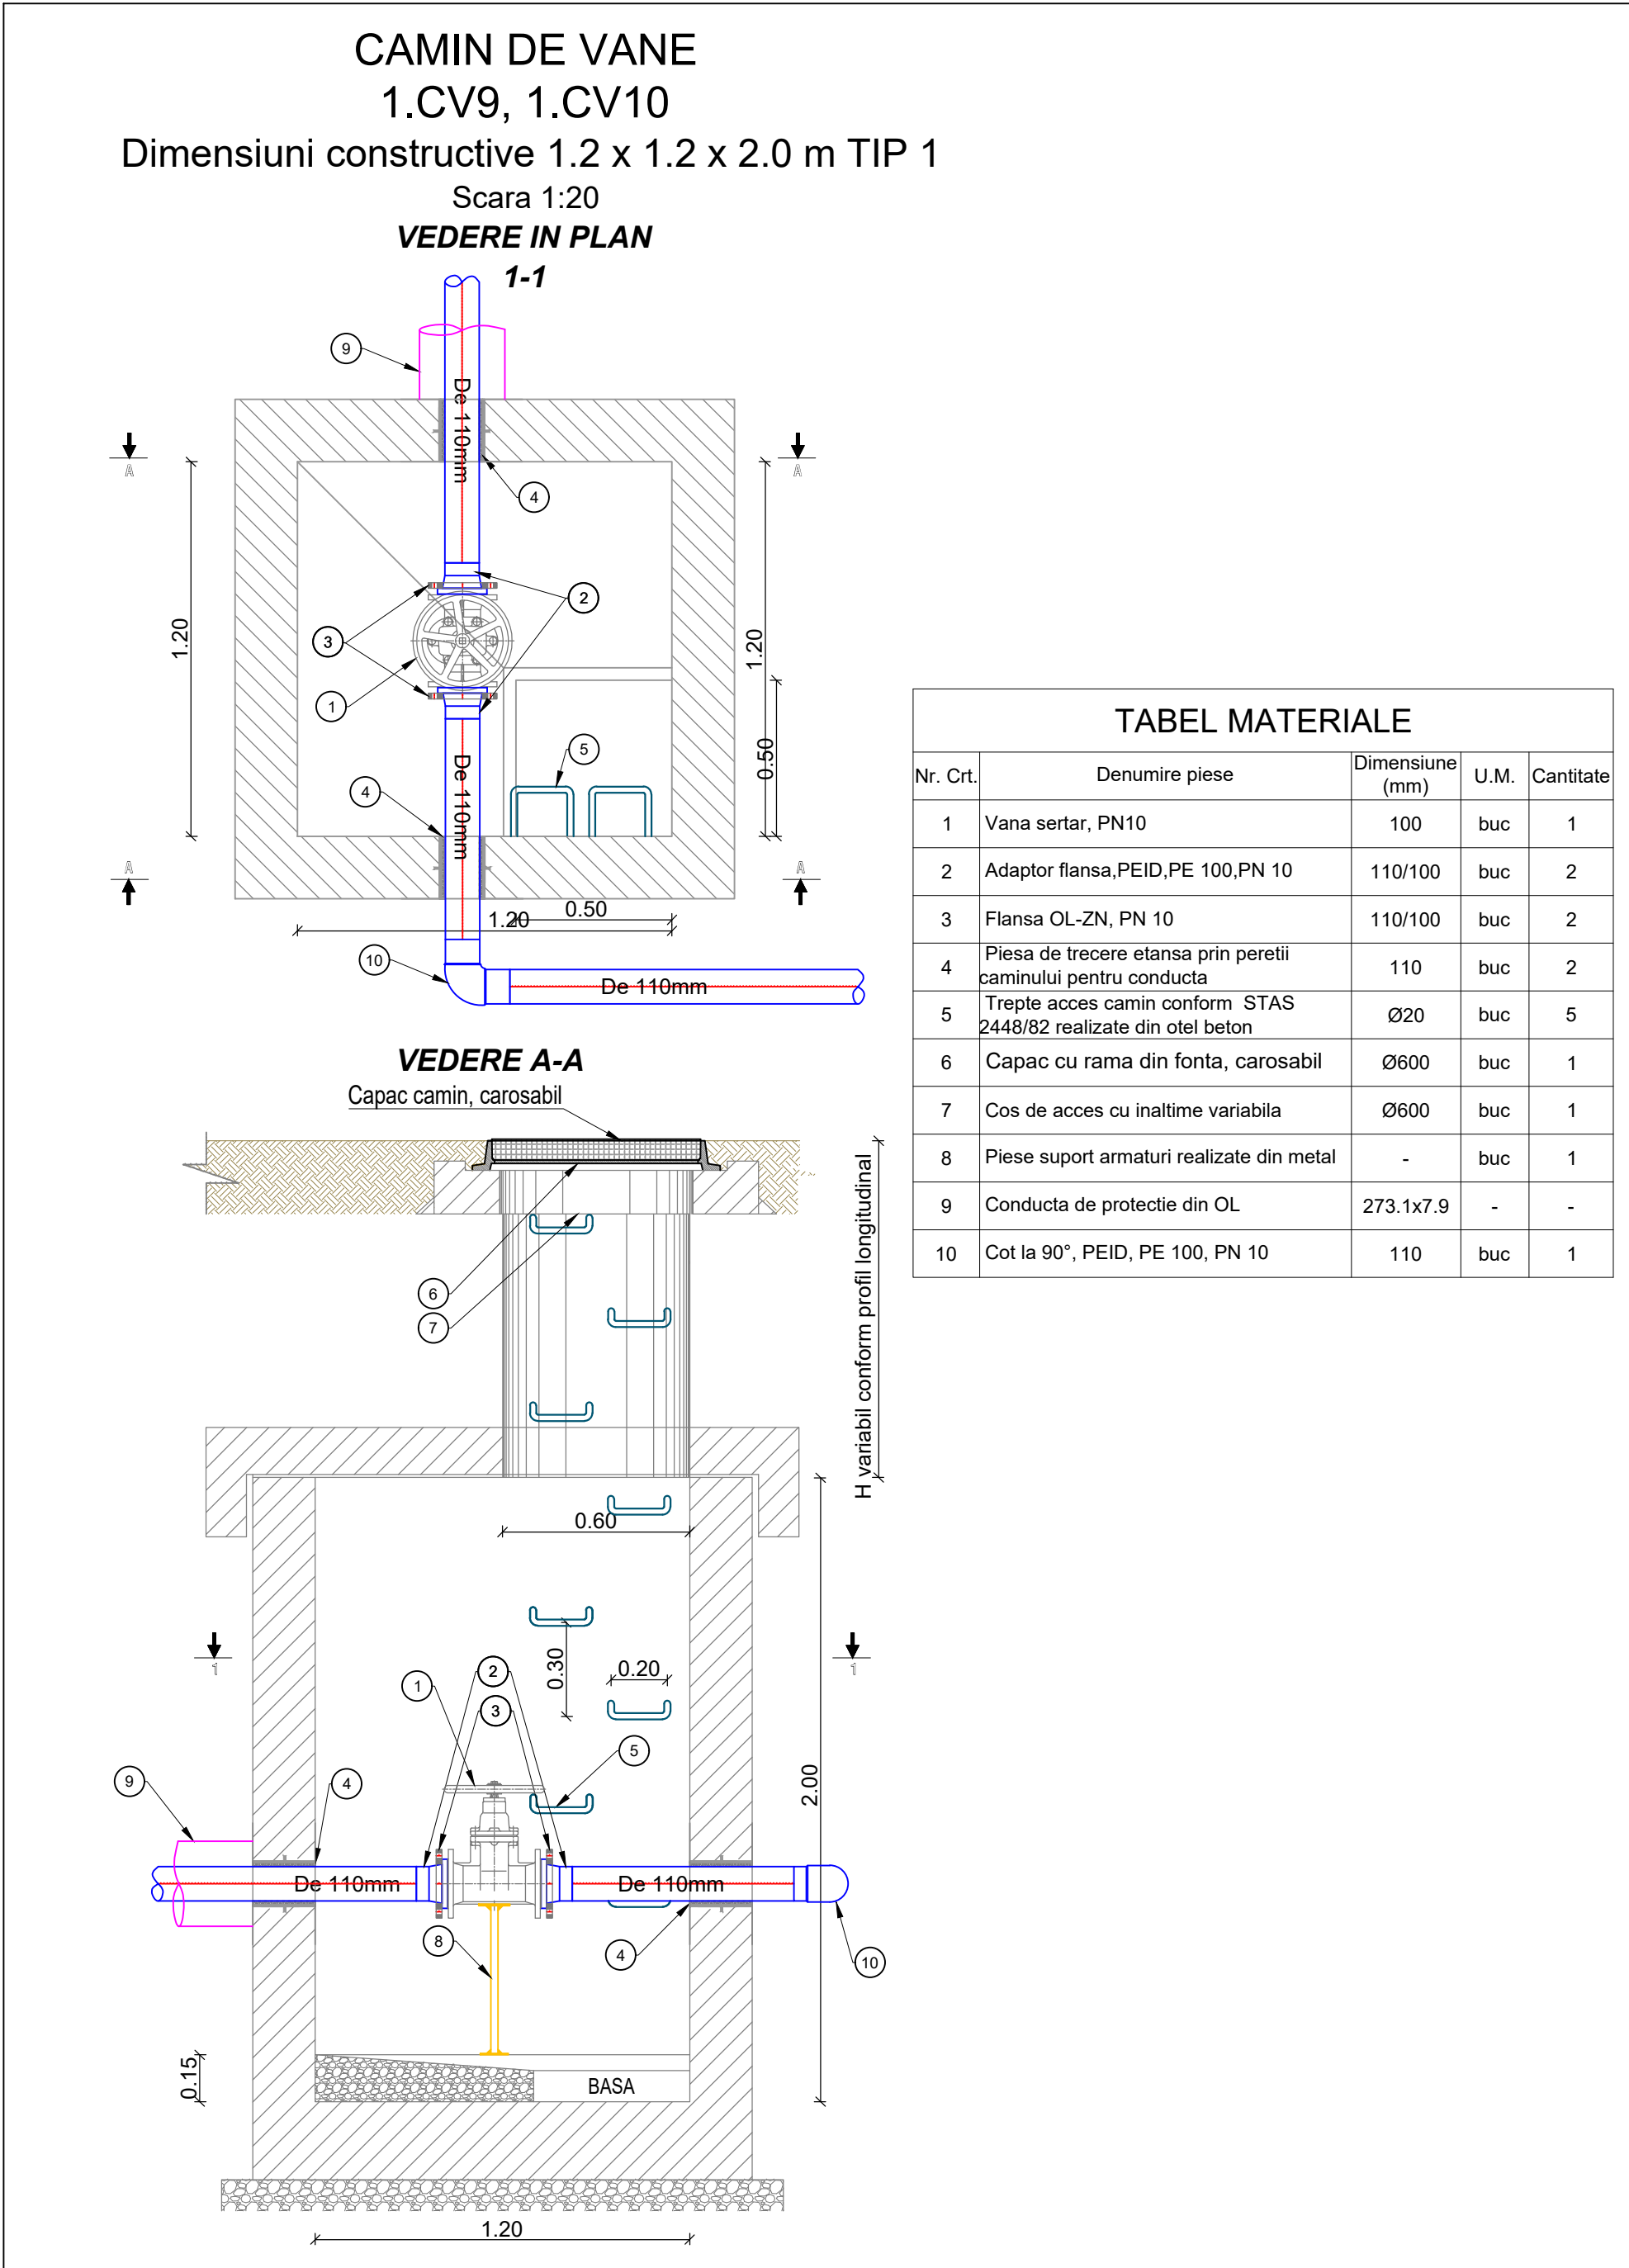 CAMIN DE VANE
1.CV9, 1.CV10
Dimensiuni constructive 1.2 x 1.2 x 2.0 m TIP 1
Scara 1:20
VEDERE IN PLAN
1-1
9
De 110mm
A
A
4
1.20
1.20
2
3
1
0.50
5
De 110mm
4
A
A
0.50
1.20
10
De 110mm
TABEL MATERIALE
Nr. Crt. Denumire piese Dimensiune (mm) U.M. Cantitate
1 Vana sertar, PN10 100 buc 1
2 Adaptor flansa,PEID,PE 100,PN 10 110/100 buc 2
3 Flansa OL-ZN, PN 10 110/100 buc 2
4 Piesa de trecere etansa prin peretii
caminului pentru conducta 110 buc 2
5 Trepte acces camin conform STAS
2448/82 realizate din otel beton Ø20 buc 5
6 Capac cu rama din fonta, carosabil Ø600 buc 1
7 Cos de acces cu inaltime variabila Ø600 buc 1
8 Piese suport armaturi realizate din metal - buc 1
9 Conducta de protectie din OL 273.1x7.9 - -
10 Cot la 90°, PEID, PE 100, PN 10 110 buc 1
VEDERE A-A
Capac camin, carosabil
H variabil conform profil longitudinal
6
7
0.60
1
1
0.30
0.20
2
1
3
5
2.00
9
4
De 110mm
De 110mm
8
4
10
0.15
BASA
1.20